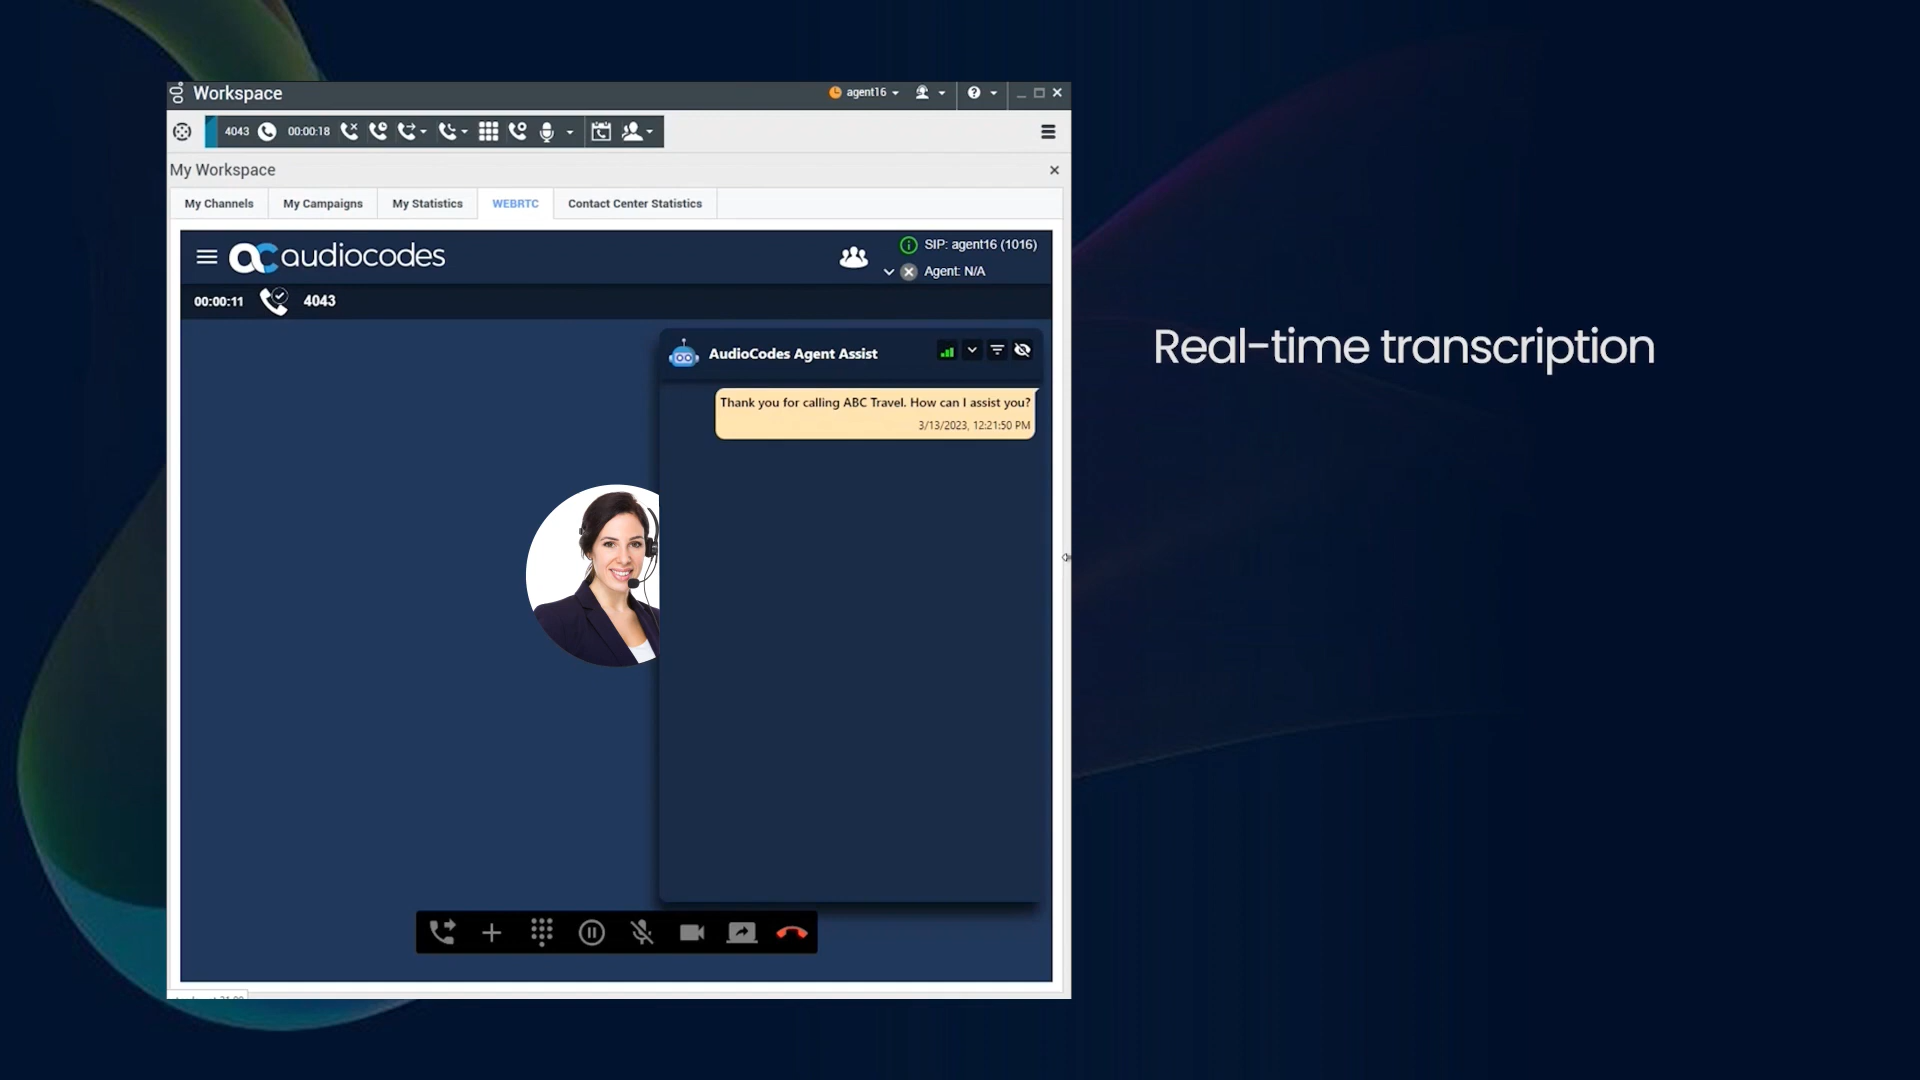 Workspace
agent16
4043
00:00:18
My Workspace
My Channels
My Campaigns
My Statistics
WEBRTC
Contact Center Statistics
audiocodes
SIP: agent16 (1016)
Agent: N/A
00:00:11
4043
AudioCodes Agent Assist
Thank you for calling ABC Travel. How can I assist you?
3/13/2023, 12:21:50 PM
Real-time transcription